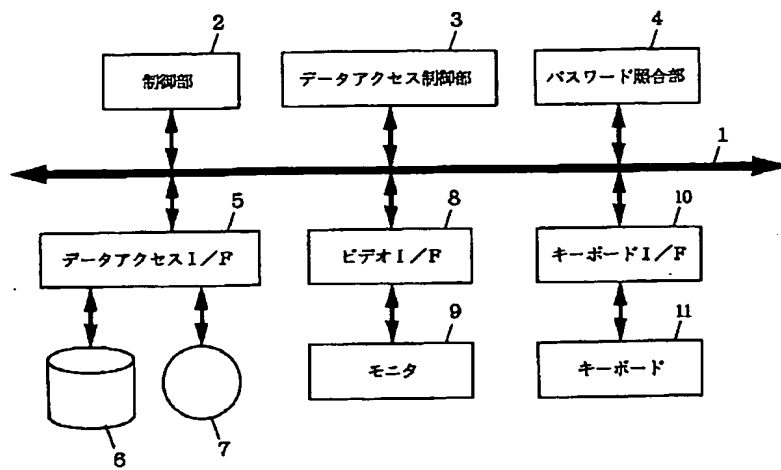 2
3
4
制御部
データアクセス制御部
パスワード照合部
1
5
8
10
データアクセスI/F
ビデオI/F
キーボードI/F
9
11
モニタ
キーボード
6
7